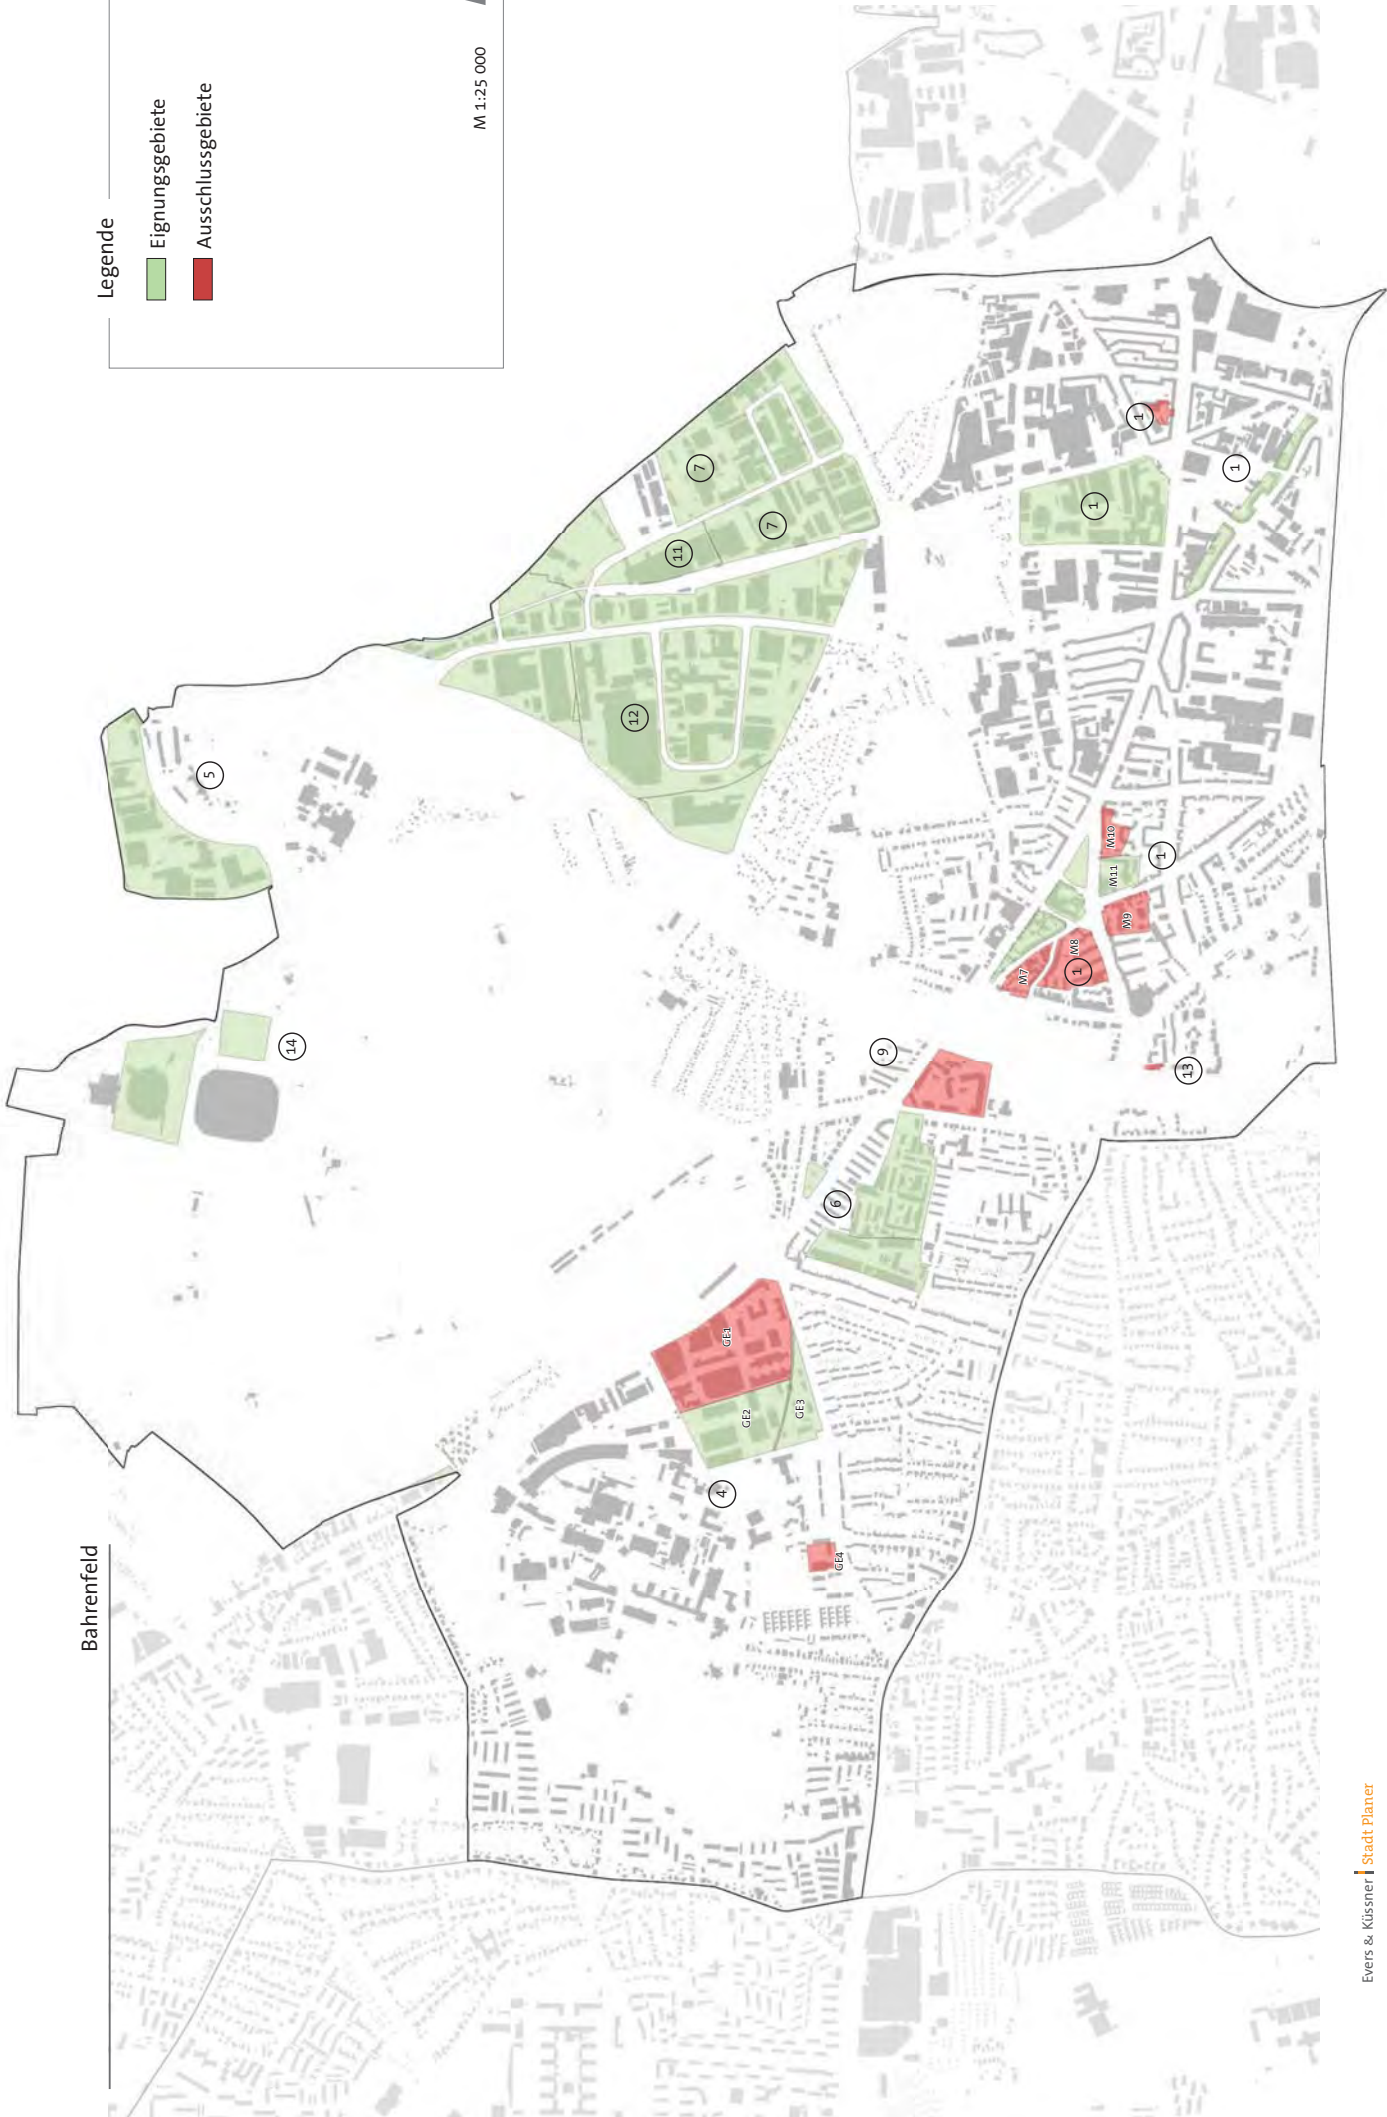 Bahrenfeld
Legende
Eignungsgebiete
Ausschlussgebiete
M 1:25 000
5
14
12
11
7
7
1
1
1
M10
M11
1
M9
M8
M7
1
13
9
6
GE1
GE2
GE3
4
GE4
Evers & Küssner | Stadt Planer